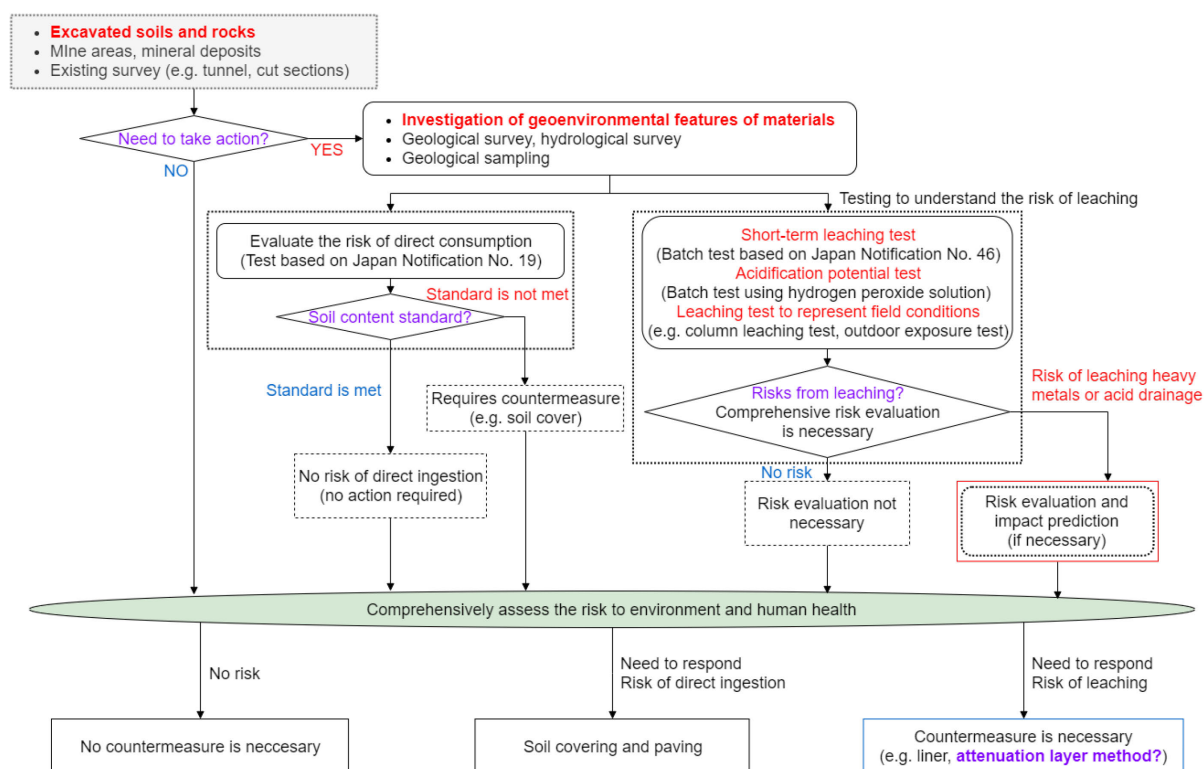 • Excavated soils and rocks
• MIne areas, mineral deposits
• Existing survey (e.g. tunnel, cut sections)
Need to take action?
YES
NO
• Investigation of geoenvironmental features of materials
• Geological survey, hydrological survey
• Geological sampling
Testing to understand the risk of leaching
Evaluate the risk of direct consumption
(Test based on Japan Notification No. 19)
Standard is not met
Soil content standard?
Standard is met
Requires countermeasure
(e.g. soil cover)
No risk of direct ingestion
(no action required)
Short-term leaching test
(Batch test based on Japan Notification No. 46)
Acidification potential test
(Batch test using hydrogen peroxide solution)
Leaching test to represent field conditions
(e.g. column leaching test, outdoor exposure test)
Risks from leaching?
Comprehensive risk evaluation
is necessary
Risk of leaching heavy
metals or acid drainage
No risk
Risk evaluation not
necessary
Risk evaluation and
impact prediction
(if necessary)
Comprehensively assess the risk to environment and human health
No risk
Need to respond
Risk of direct ingestion
Need to respond
Risk of leaching
No countermeasure is neccesary
Soil covering and paving
Countermeasure is necessary
(e.g. liner, attenuation layer method?)